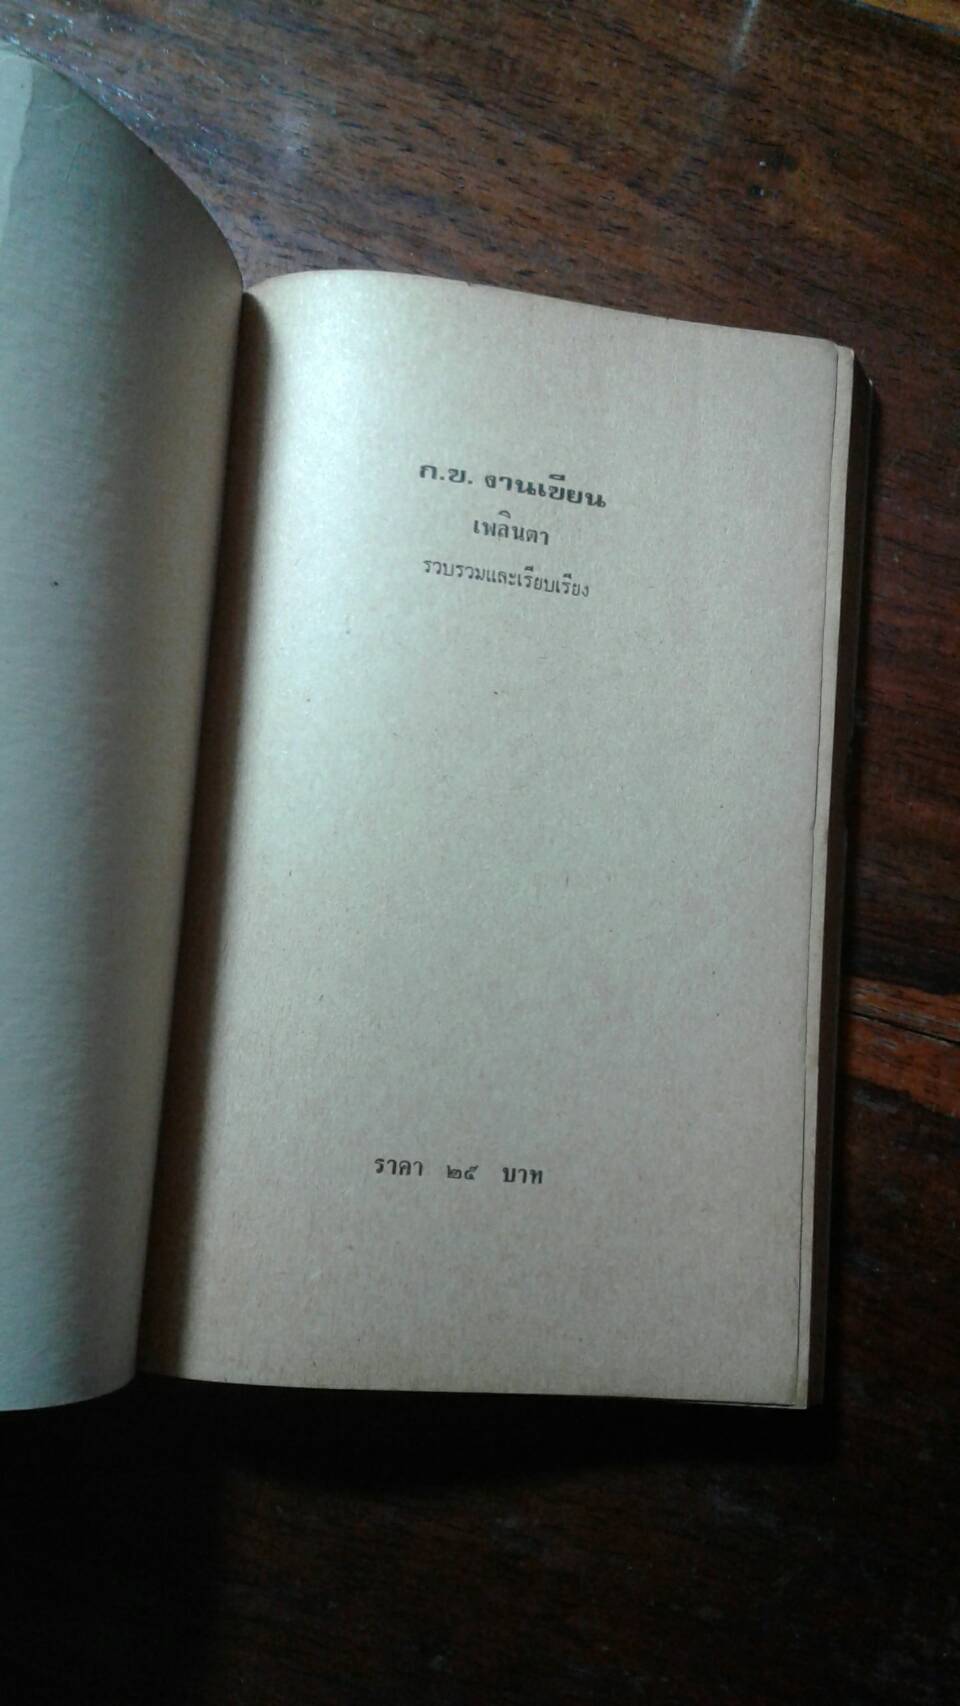 ก.ข. งานเขียน
เพลินตา
รวบรวมและเรียบเรียง
ราคา ๒๕ บาท